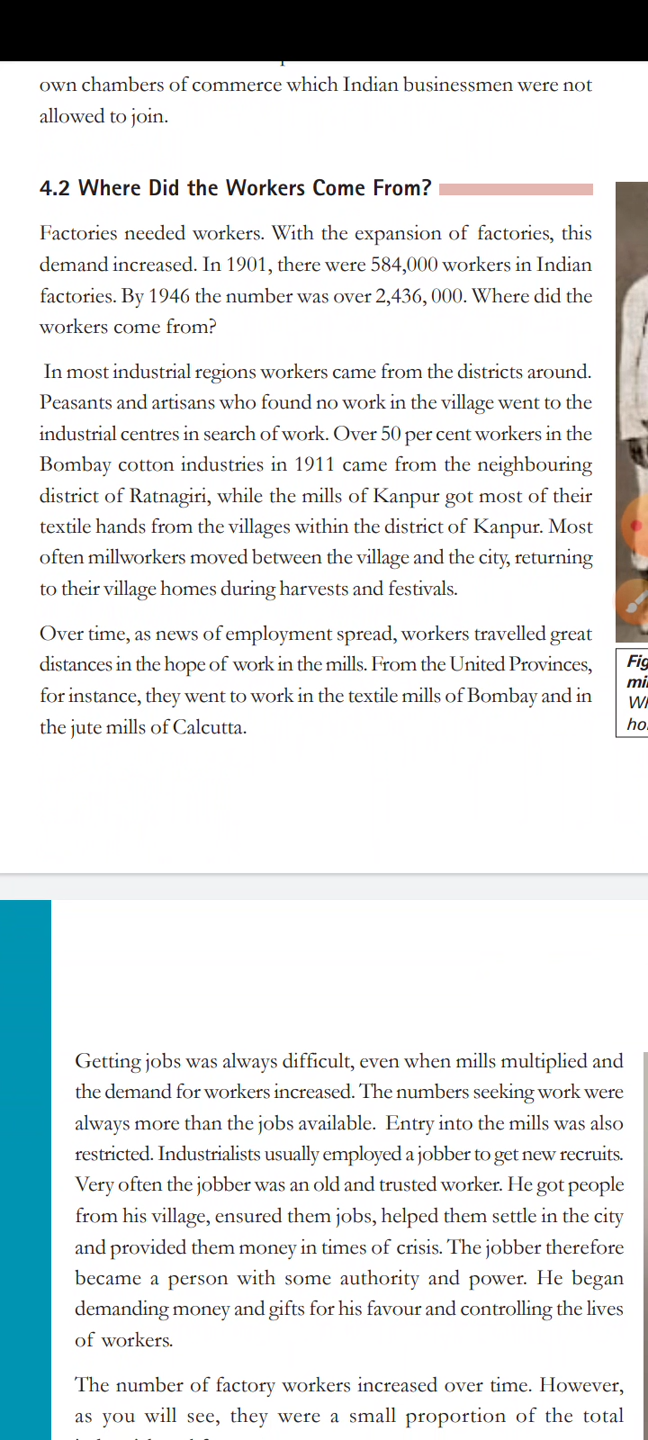 own chambers of commerce which Indian businessmen were not
allowed to join.
4.2 Where Did the Workers Come From?
Factories needed workers. With the expansion of factories, this
demand increased. In 1901, there were 584,000 workers in Indian
factories. By 1946 the number was over 2,436, 000. Where did the
workers come from?
In most industrial regions workers came from the districts around.
Peasants and artisans who found no work in the village went to the
industrial centres in search of work. Over 50 per cent workers in the
Bombay cotton industries in 1911 came from the neighbouring
district of Ratnagiri, while the mills of Kanpur got most of their
textile hands from the villages within the district of Kanpur. Most
often millworkers moved between the village and the city, returning
to their village homes during harvests and festivals.
Over time, as news of employment spread, workers travelled great
distances in the hope of work in the mills. From the United Provinces,
for instance, they went to work in the textile mills of Bombay and in
the jute mills of Calcutta.
Getting jobs was always difficult, even when mills multiplied and
the demand for workers increased. The numbers seeking work were
always more than the jobs available. Entry into the mills was also
restricted. Industrialists usually employed a jobber to get new recruits.
Very often the jobber was an old and trusted worker. He got people
from his village, ensured them jobs, helped them settle in the city
and provided them money in times of crisis. The jobber therefore
became a person with some authority and power. He began
demanding money and gifts for his favour and controlling the lives
of workers.
The number of factory workers increased over time. However,
as you will see, they were a small proportion of the total